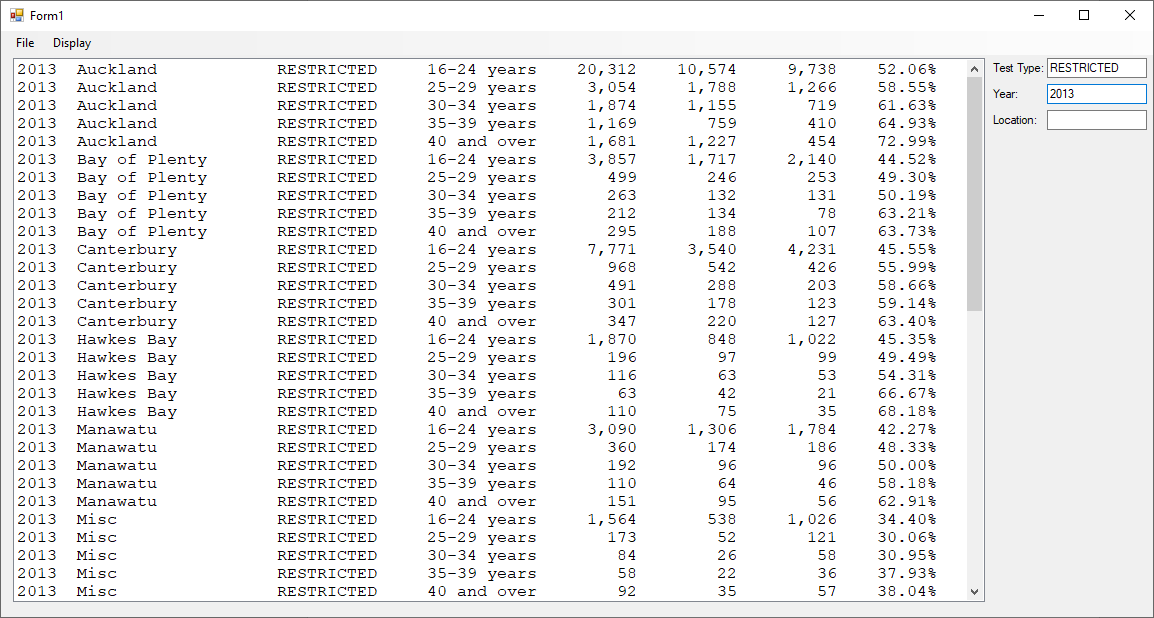 Form1
File Display
2013 Auckland RESTRICTED 16-24 years 20,312 10,574 9,738 52.06% Test Type: RESTRICTED
2013 Auckland RESTRICTED 25-29 years 3,054 1,788 1,266 58.55%
2013 Auckland RESTRICTED 30-34 years 1,874 1,155 719 61.63% Year: 2013
2013 Auckland RESTRICTED 35-39 years 1,169 759 410 64.93% Location:
2013 Auckland RESTRICTED 40 and over 1,681 1,227 454 72.99%
2013 Bay of Plenty RESTRICTED 16-24 years 3,857 1,717 2,140 44.52%
2013 Bay of Plenty RESTRICTED 25-29 years 499 246 253 49.30%
2013 Bay of Plenty RESTRICTED 30-34 years 263 132 131 50.19%
2013 Bay of Plenty RESTRICTED 35-39 years 212 134 78 63.21%
2013 Bay of Plenty RESTRICTED 40 and over 295 188 107 63.73%
2013 Canterbury RESTRICTED 16-24 years 7,771 3,540 4,231 45.55%
2013 Canterbury RESTRICTED 25-29 years 968 542 426 55.99%
2013 Canterbury RESTRICTED 30-34 years 491 288 203 58.66%
2013 Canterbury RESTRICTED 35-39 years 301 178 123 59.14%
2013 Canterbury RESTRICTED 40 and over 347 220 127 63.40%
2013 Hawkes Bay RESTRICTED 16-24 years 1,870 848 1,022 45.35%
2013 Hawkes Bay RESTRICTED 25-29 years 196 97 99 49.49%
2013 Hawkes Bay RESTRICTED 30-34 years 116 63 53 54.31%
2013 Hawkes Bay RESTRICTED 35-39 years 63 42 21 66.67%
2013 Hawkes Bay RESTRICTED 40 and over 110 75 35 68.18%
2013 Manawatu RESTRICTED 16-24 years 3,090 1,306 1,784 42.27%
2013 Manawatu RESTRICTED 25-29 years 360 174 186 48.33%
2013 Manawatu RESTRICTED 30-34 years 192 96 96 50.00%
2013 Manawatu RESTRICTED 35-39 years 110 64 46 58.18%
2013 Manawatu RESTRICTED 40 and over 151 95 56 62.91%
2013 Misc RESTRICTED 16-24 years 1,564 538 1,026 34.40%
2013 Misc RESTRICTED 25-29 years 173 52 121 30.06%
2013 Misc RESTRICTED 30-34 years 84 26 58 30.95%
2013 Misc RESTRICTED 35-39 years 58 22 36 37.93%
2013 Misc RESTRICTED 40 and over 92 35 57 38.04%